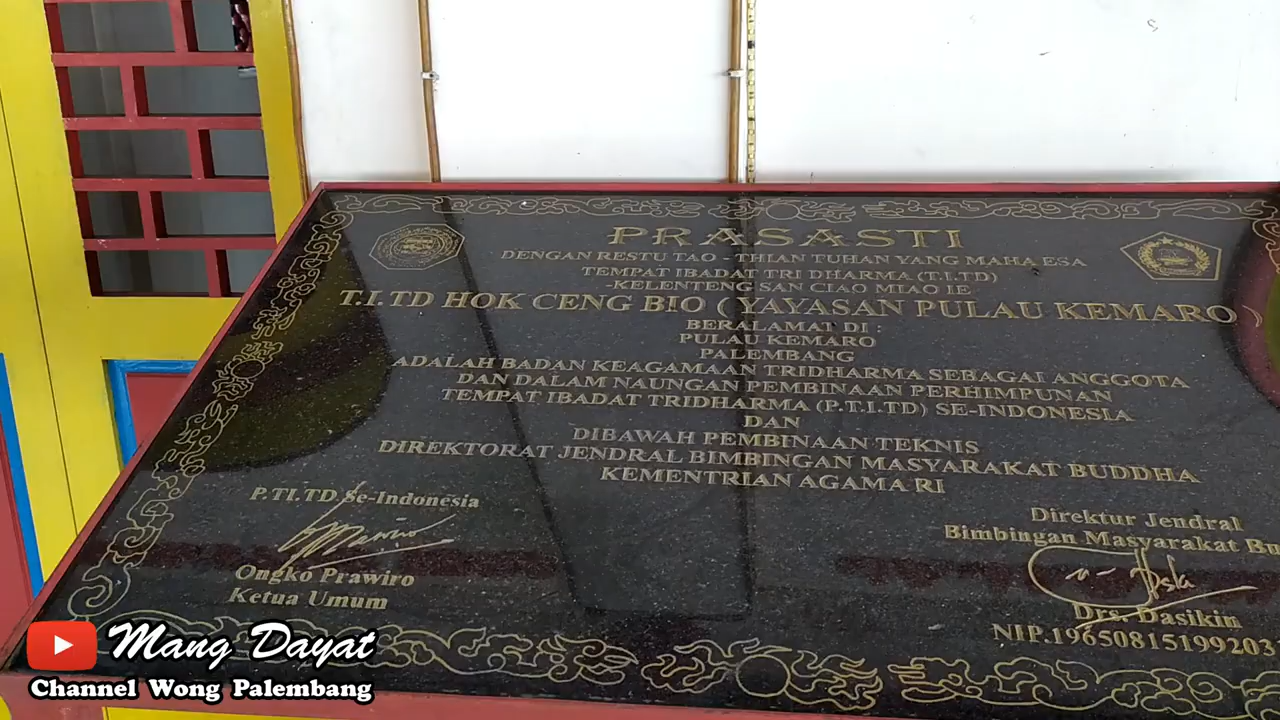 PRASASTI
DENGAN RESTU TAO - THIAN TUHAN YANG MAHA ESA
TEMPAT IBADAT TRI DHARMA (T.I.T.D)
-KELENTENG SAN CIAO MIAO IE
T.I.TD HOK CENG BIO ( YAYASAN PULAU KEMARO )
BERALAMAT DI :
PULAU KEMARO
PALEMBANG
ADALAH BADAN KEAGAMAAN TRIDHARMA SEBAGAI ANGGOTA
DAN DALAM NAUNGAN PEMBINAAN PERHIMPUNAN
TEMPAT IBADAT TRIDHARMA (P.T.I.TD) SE-INDONESIA
DAN
DIBAWAH PEMBINAAN TEKNIS
DIREKTORAT JENDRAL BIMBINGAN MASYARAKAT BUDDHA
KEMENTRIAN AGAMA RI
P.TI.TD Se-Indonesia
Ongko Prawiro
Ketua Umum
Direktur Jendral
Bimbingan Masyarakat Bu
Drs. Dasikin
NIP.19650815199203
Mang Dayat
Channel Wong Palembang